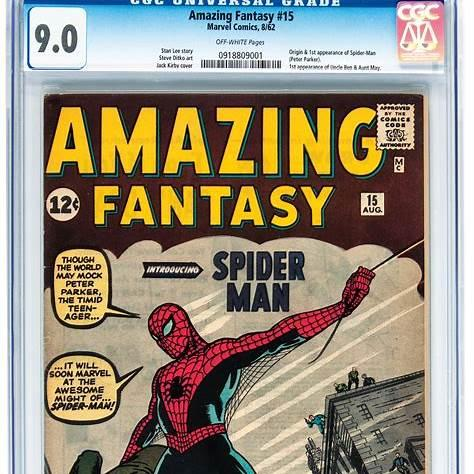 CGC UNIVERSAL GRADE
9.0
Amazing Fantasy #15
Marvel Comics, 8/62
OFF-WHITE Pages
Stan Lee story
Steve Ditko art
Jack Kirby cover
0918809001
Origin & 1st appearance of Spider-Man
(Peter Parker).
1st appearance of Uncle Ben & Aunt May.
CGC
APPROVED
BY THE
COMICS
CODE
AUTHORITY
AMAZING
MC
12¢
FANTASY
15
AUG.
INTRODUCING
SPIDER
MAN
THOUGH
THE WORLD
MAY MOCK
PETER
PARKER,
THE TIMID
TEEN-
AGER...
...IT WILL
SOON MARVEL
AT THE
AWESOME
MIGHT OF...
SPIDER-MAN!